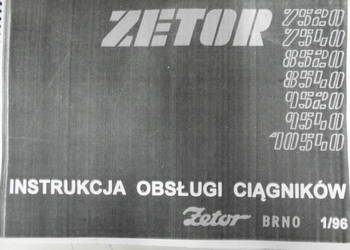 ZETOR 7520
7540
8520
8540
9520
9540
10540
INSTRUKCJA OBSŁUGI CIĄGNIKÓW
Zetor BRNO 1/96